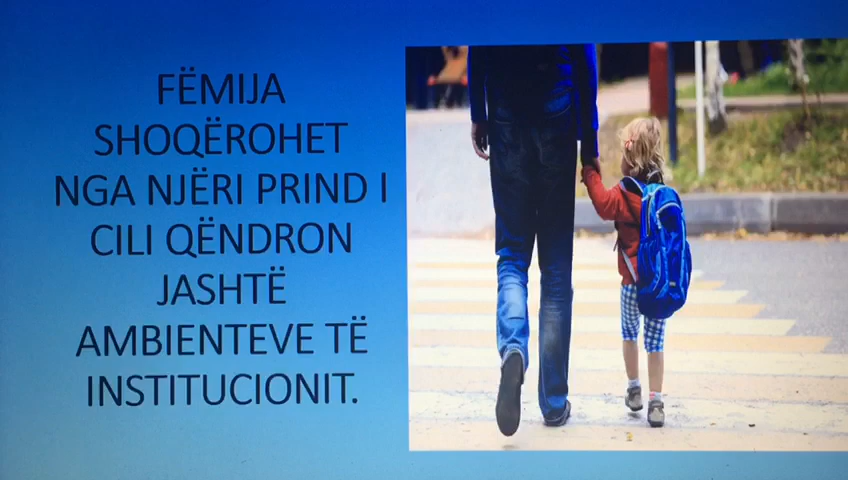 FËMIJA
SHOQËROHET
NGA NJËRI PRIND I
CILI QËNDRON
JASHTË
AMBIENTEVE TË
INSTITUCIONIT.